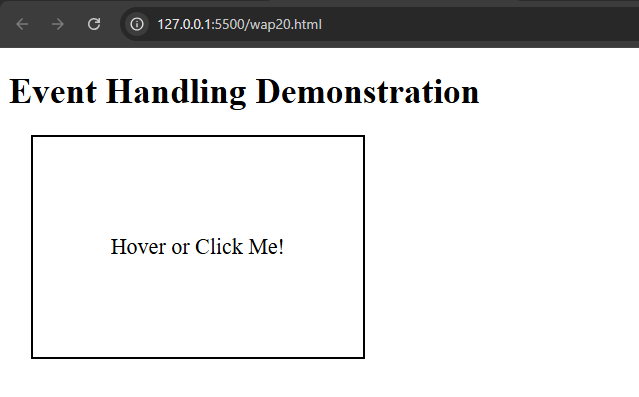 127.0.0.1:5500/wap20.html
Event Handling Demonstration
Hover or Click Me!